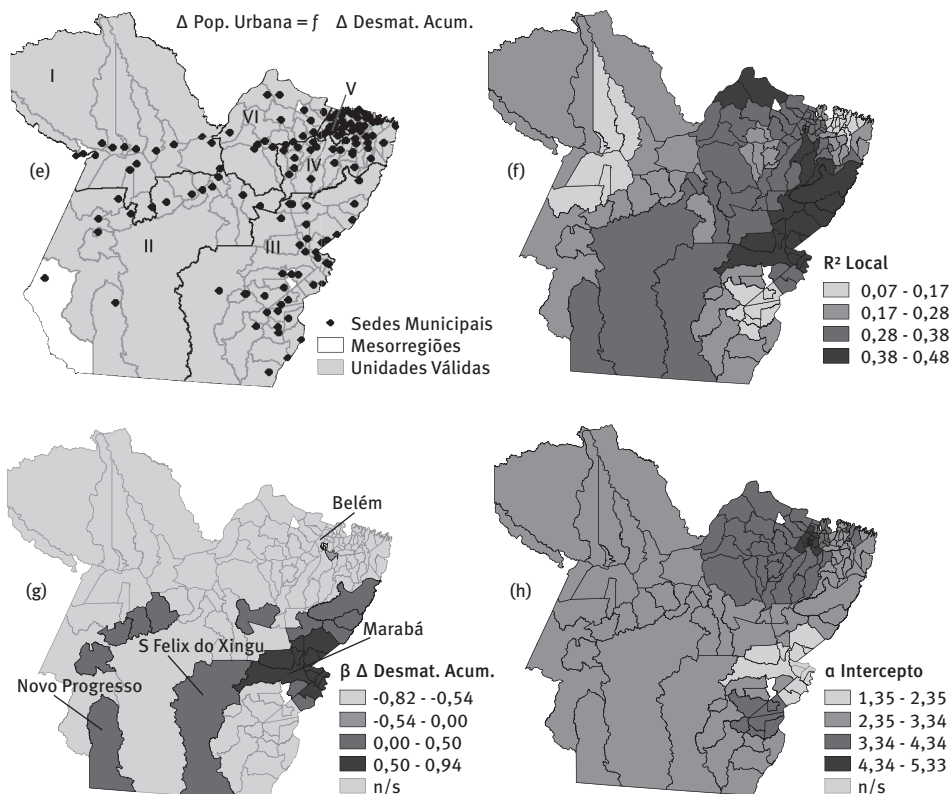 Δ Pop. Urbana = f Δ Desmat. Acum.
I
V
VI
(e)
IV
II
III
Sedes Municipais
Mesorregiões
Unidades Válidas
(f)
R² Local
0,07 - 0,17
0,17 - 0,28
0,28 - 0,38
0,38 - 0,48
Belém
(g)
S Felix do Xingu
Marabá
Novo Progresso
β Δ Desmat. Acum.
-0,82 - -0,54
-0,54 - 0,00
0,00 - 0,50
0,50 - 0,94
n/s
(h)
α Intercepto
1,35 - 2,35
2,35 - 3,34
3,34 - 4,34
4,34 - 5,33
n/s